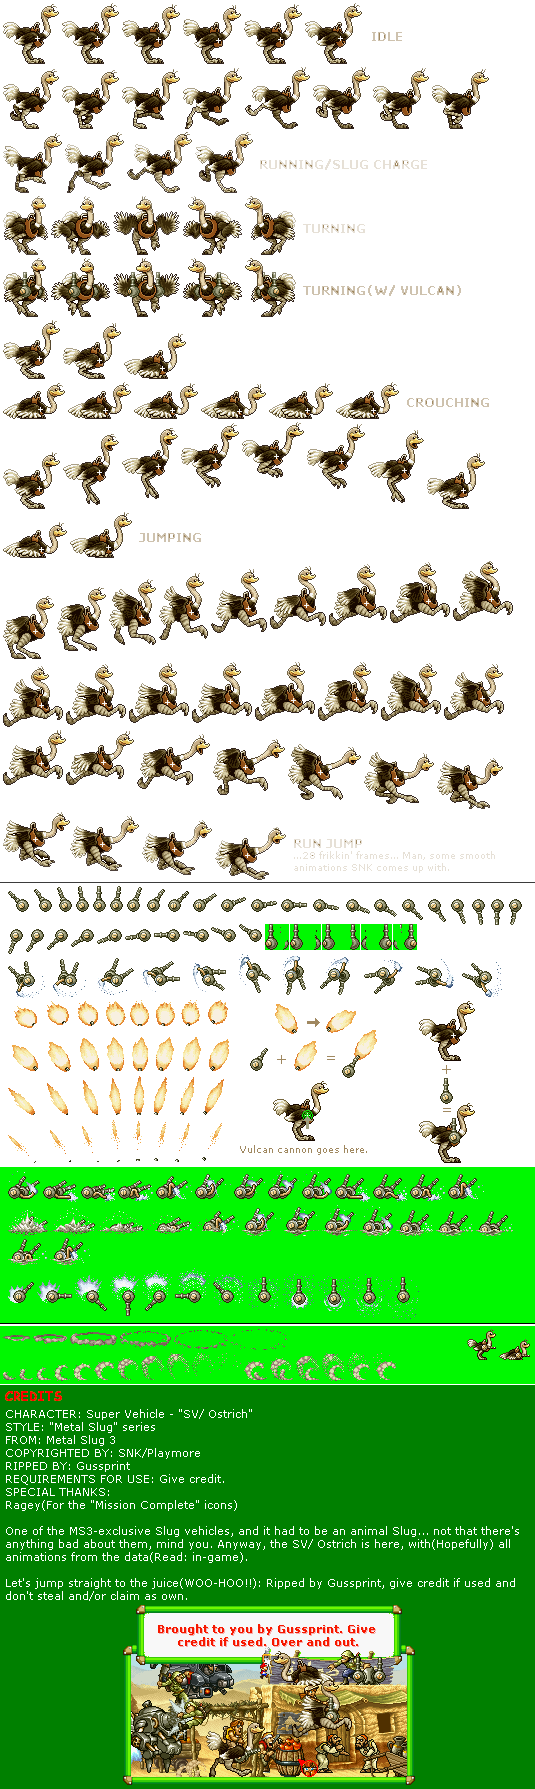 IDLE
RUNNING/SLUG CHARGE
TURNING
TURNING(W/ VULCAN)
CROUCHING
JUMPING
RUN JUMP
...28 frikkin' frames... Man, some smooth
animations SNK comes up with.
+ =
+
=
Vulcan cannon goes here.
CREDITS
CHARACTER: Super Vehicle - "SV/ Ostrich"
STYLE: "Metal Slug" series
FROM: Metal Slug 3
COPYRIGHTED BY: SNK/Playmore
RIPPED BY: Gussprint
REQUIREMENTS FOR USE: Give credit.
SPECIAL THANKS:
Ragey(For the "Mission Complete" icons)
One of the MS3-exclusive Slug vehicles, and it had to be an animal Slug... not that there's
anything bad about them, mind you. Anyway, the SV/ Ostrich is here, with(Hopefully) all
animations from the data(Read: in-game).
Let's jump straight to the juice(WOO-HOO!!): Ripped by Gussprint, give credit if used and
don't steal and/or claim as own.
Brought to you by Gussprint. Give
credit if used. Over and out.